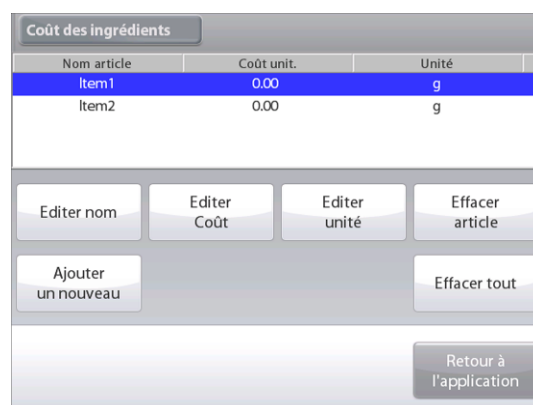 Coût des ingrédients
Nom article Coût unit. Unité
Item1 0.00 g
Item2 0.00 g
Editer nom
Editer
Coût
Editer
unité
Effacer
article
Ajouter
un nouveau
Effacer tout
Retour à
l'application